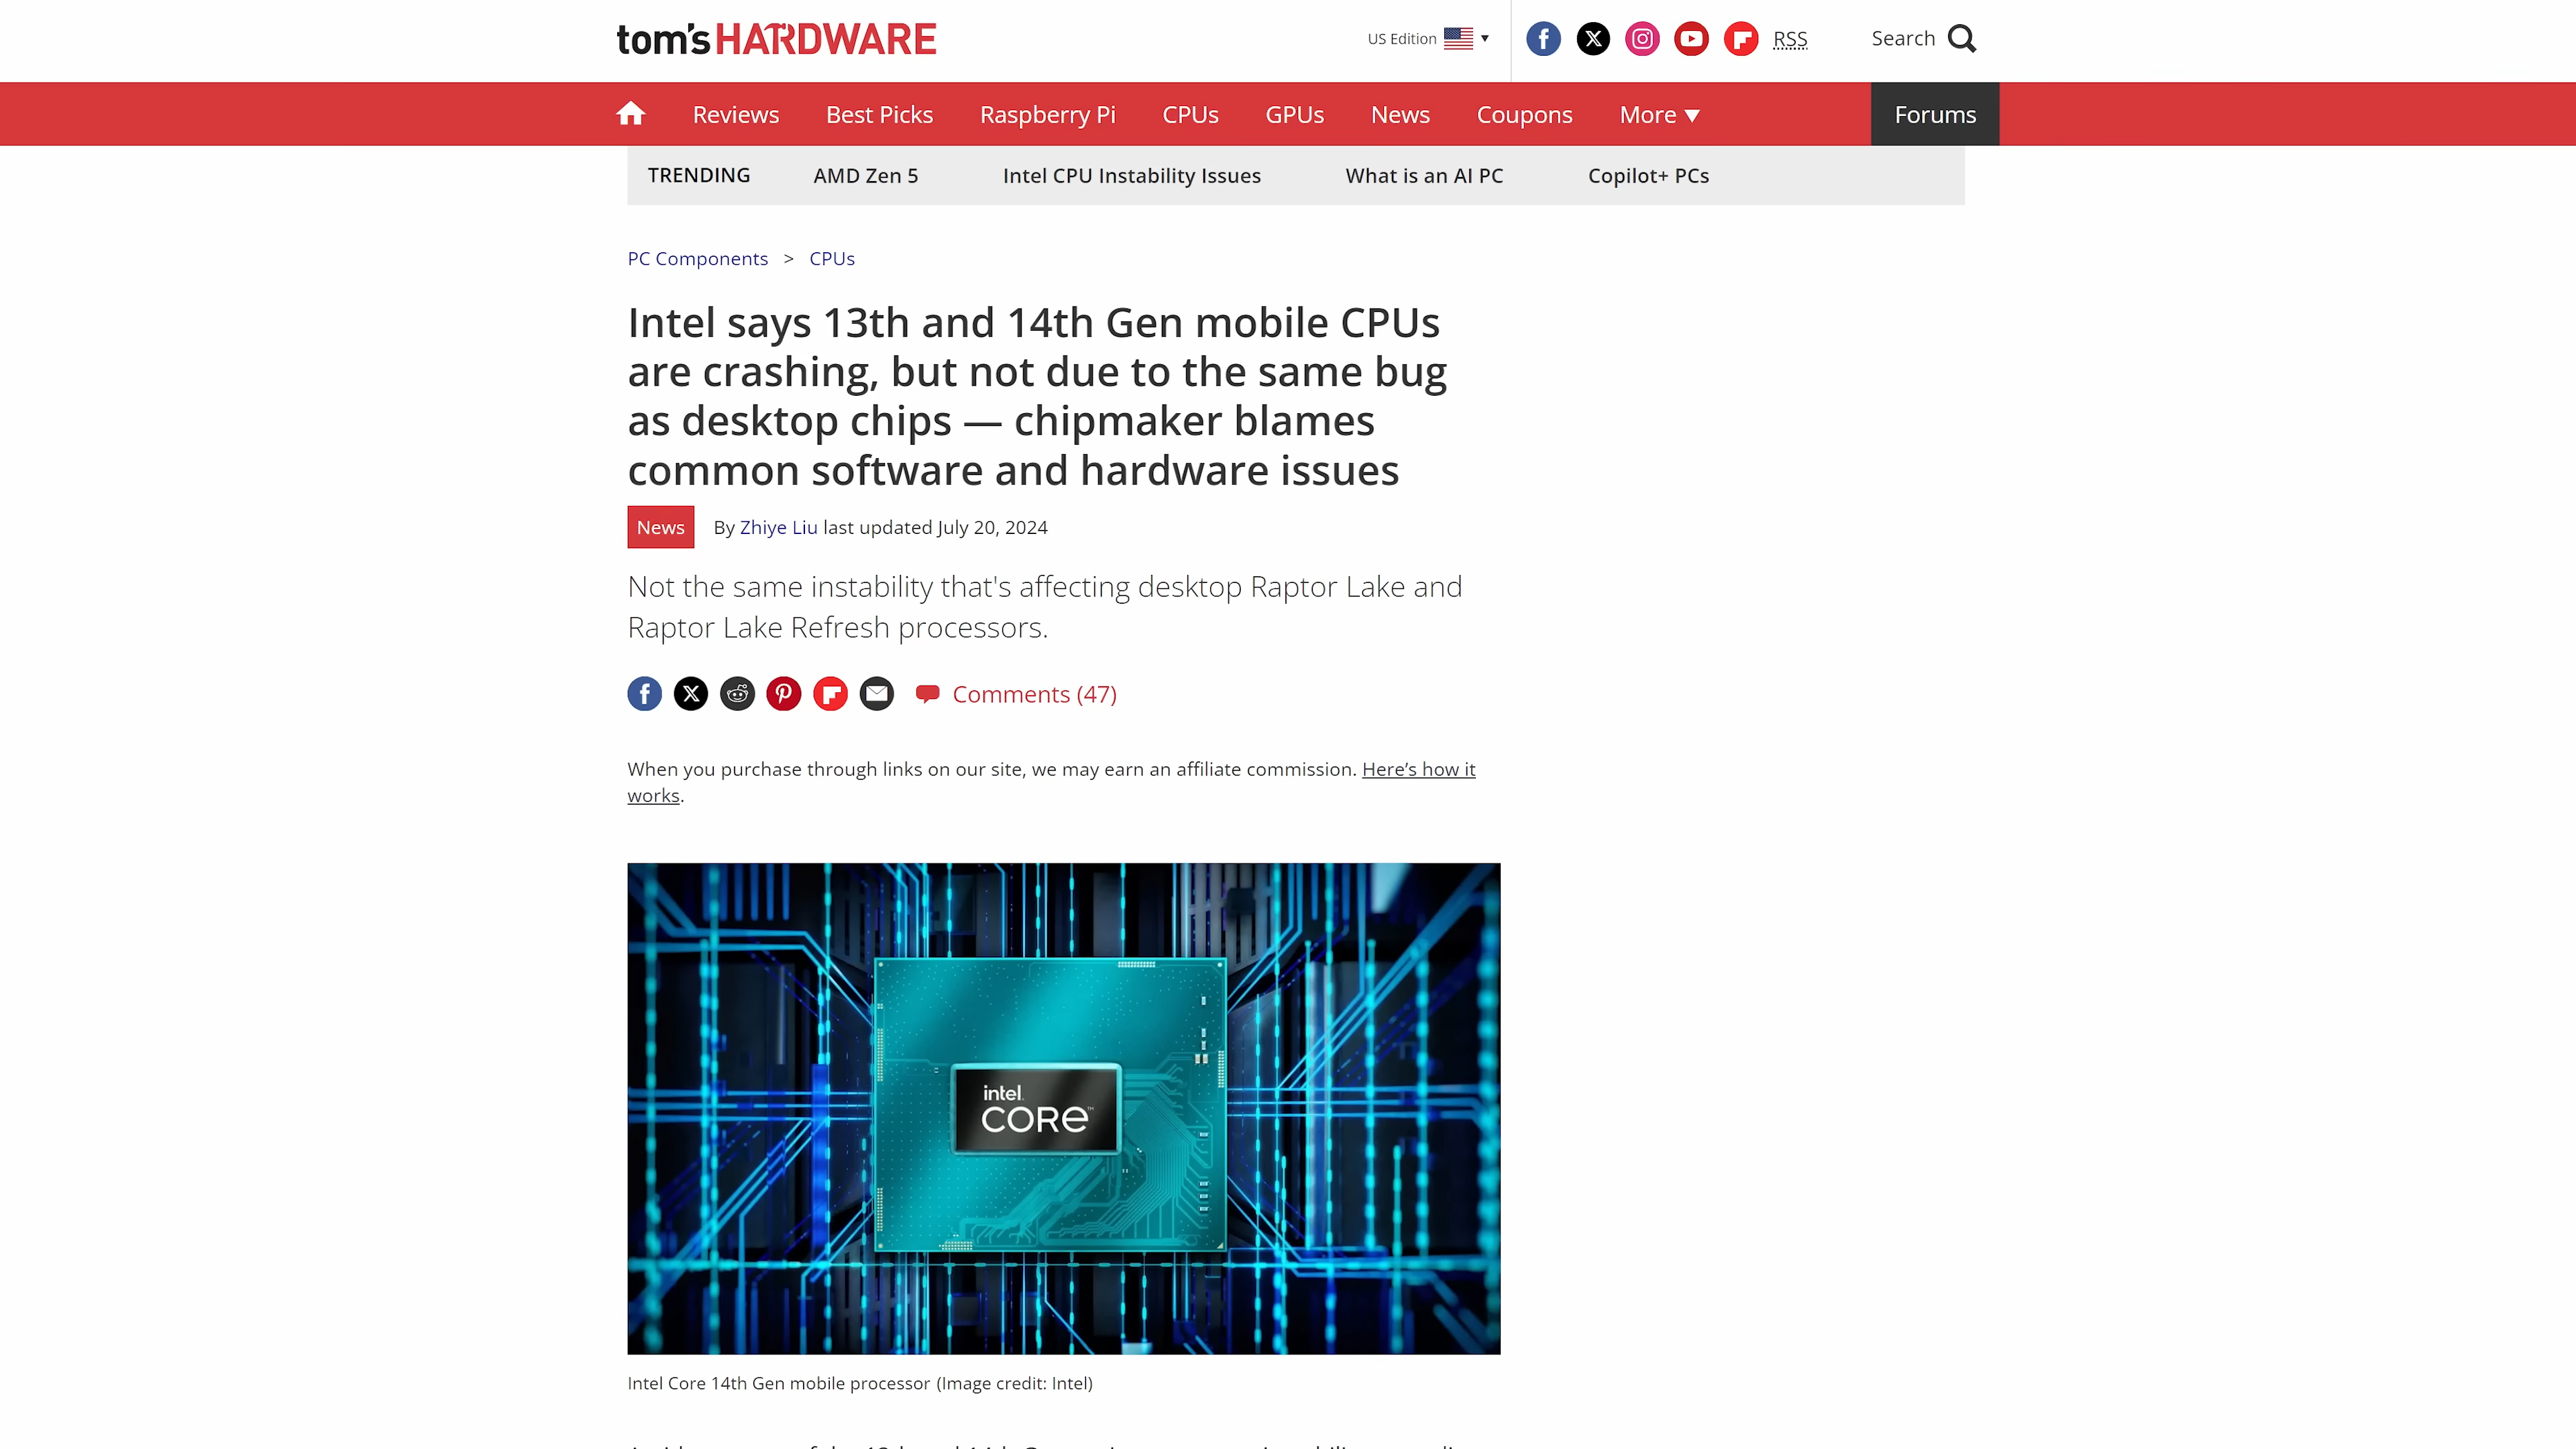 tom's HARDWARE
US Edition
RSS
Search
Reviews
Best Picks
Raspberry Pi
CPUs
GPUs
News
Coupons
More
Forums
TRENDING
AMD Zen 5
Intel CPU Instability Issues
What is an AI PC
Copilot+ PCs
PC Components > CPUs
Intel says 13th and 14th Gen mobile CPUs
are crashing, but not due to the same bug
as desktop chips — chipmaker blames
common software and hardware issues
News
By Zhiye Liu last updated July 20, 2024
Not the same instability that's affecting desktop Raptor Lake and
Raptor Lake Refresh processors.
Comments (47)
When you purchase through links on our site, we may earn an affiliate commission. Here's how it
works.
intel
CORE™
Intel Core 14th Gen mobile processor (Image credit: Intel)